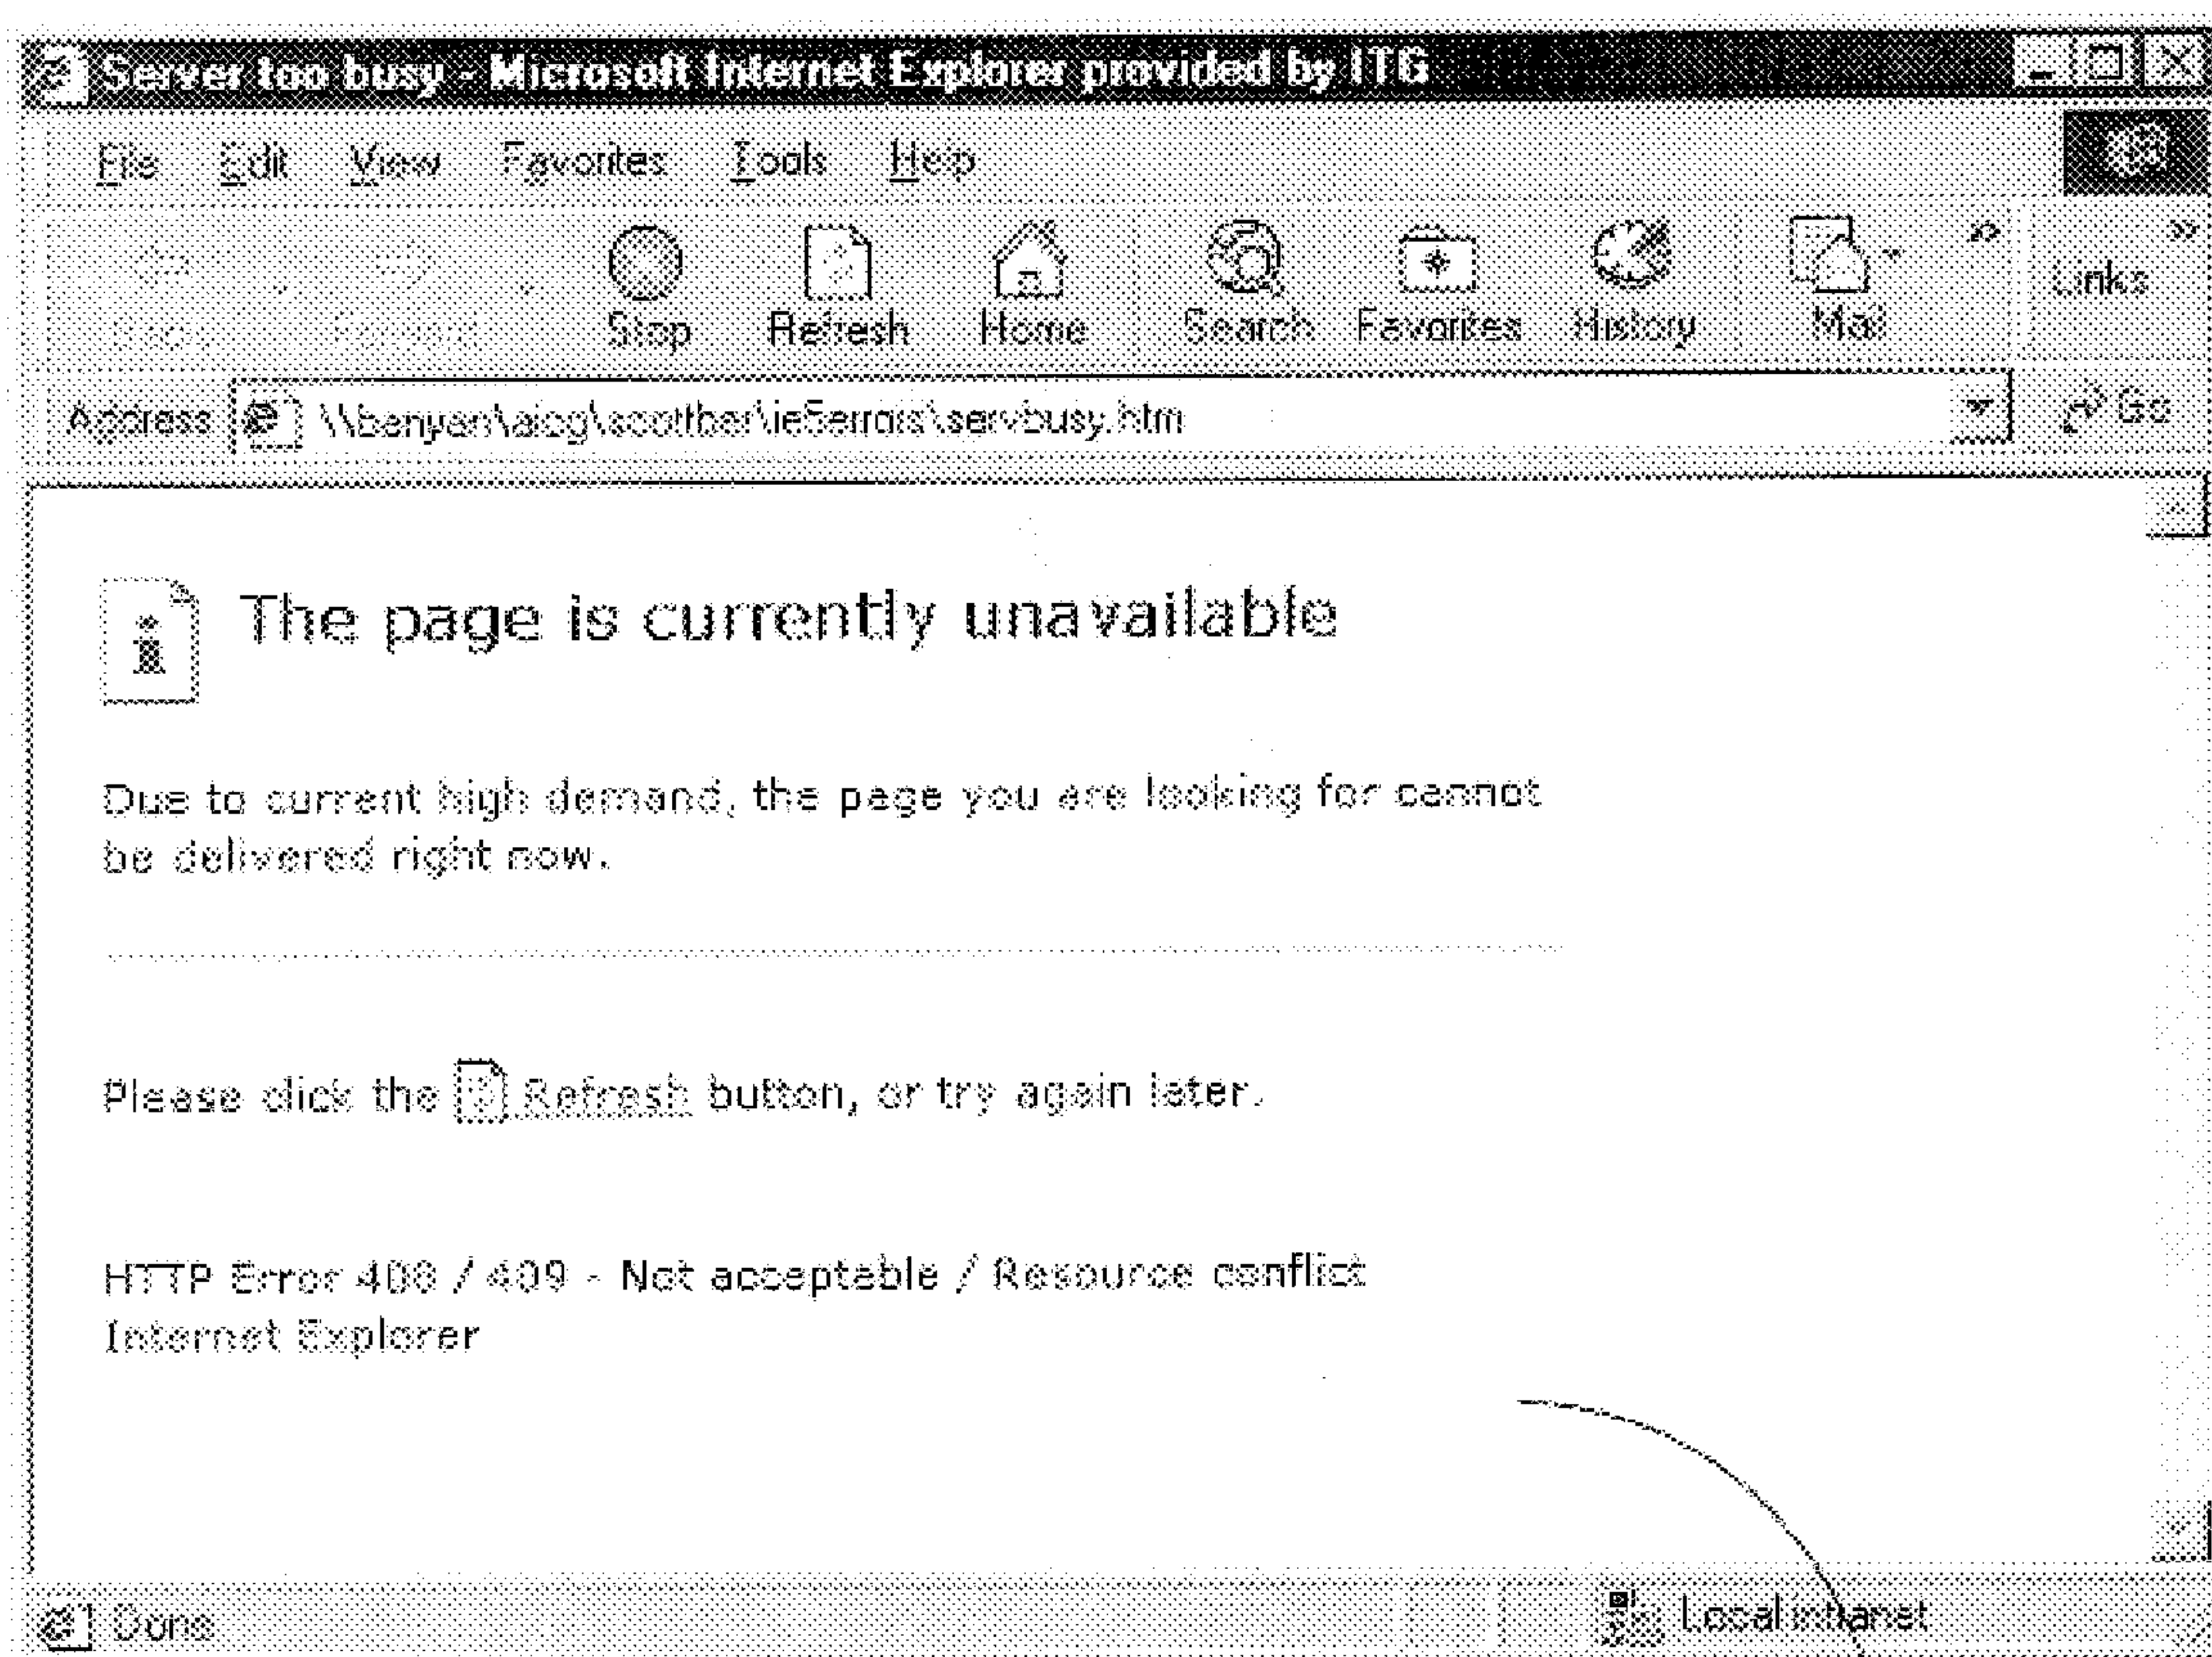 Server too busy - Microsoft Internet Explorer provided by ITG
File Edit View Favorites Tools Help
Back Forward Stop Refresh Home Search Favorites History Mail » Links »
Address \\banyan\aiog\scottber\ie5errors\servbusy.htm Go
i The page is currently unavailable
Due to current high demand, the page you are looking for cannot
be delivered right now.
Please click the Refresh button, or try again later.
HTTP Error / 409 - Not acceptable / Resource conflict
Internet Explorer
Done Local intranet